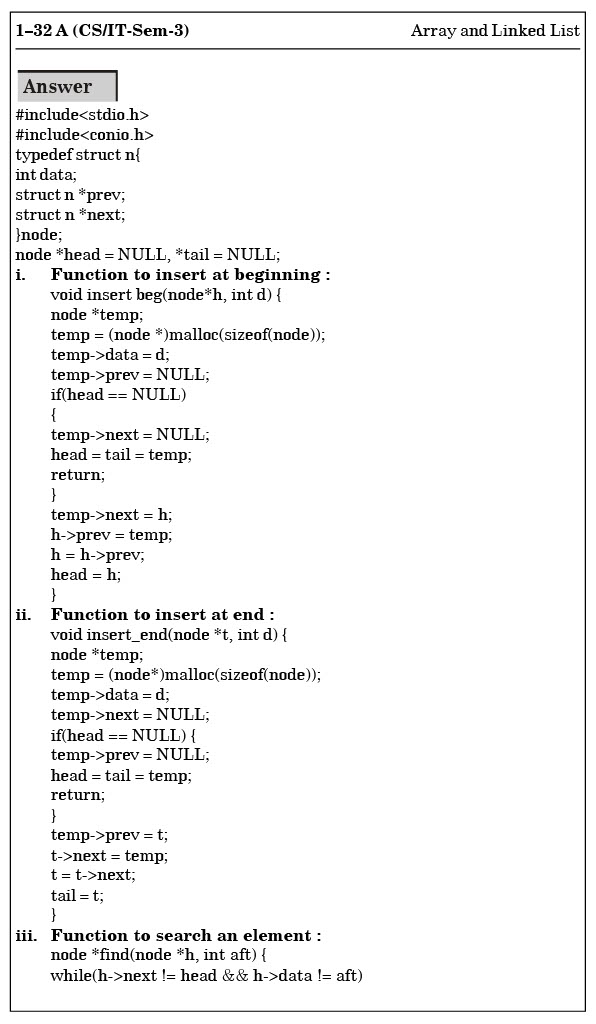 1–32 A (CS/IT-Sem-3) Array and Linked List
Answer
#include<stdio.h>
#include<conio.h>
typedef struct n{
int data;
struct n *prev;
struct n *next;
}node;
node *head = NULL, *tail = NULL;
i. Function to insert at beginning :
void insert beg(node*h, int d) {
node *temp;
temp = (node *)malloc(sizeof(node));
temp->data = d;
temp->prev = NULL;
if(head == NULL)
{
temp->next = NULL;
head = tail = temp;
return;
}
temp->next = h;
h->prev = temp;
h = h->prev;
head = h;
}
ii. Function to insert at end :
void insert_end(node *t, int d) {
node *temp;
temp = (node*)malloc(sizeof(node));
temp->data = d;
temp->next = NULL;
if(head == NULL) {
temp->prev = NULL;
head = tail = temp;
return;
}
temp->prev = t;
t->next = temp;
t = t->next;
tail = t;
}
iii. Function to search an element :
node *find(node *h, int aft) {
while(h->next != head && h->data != aft)